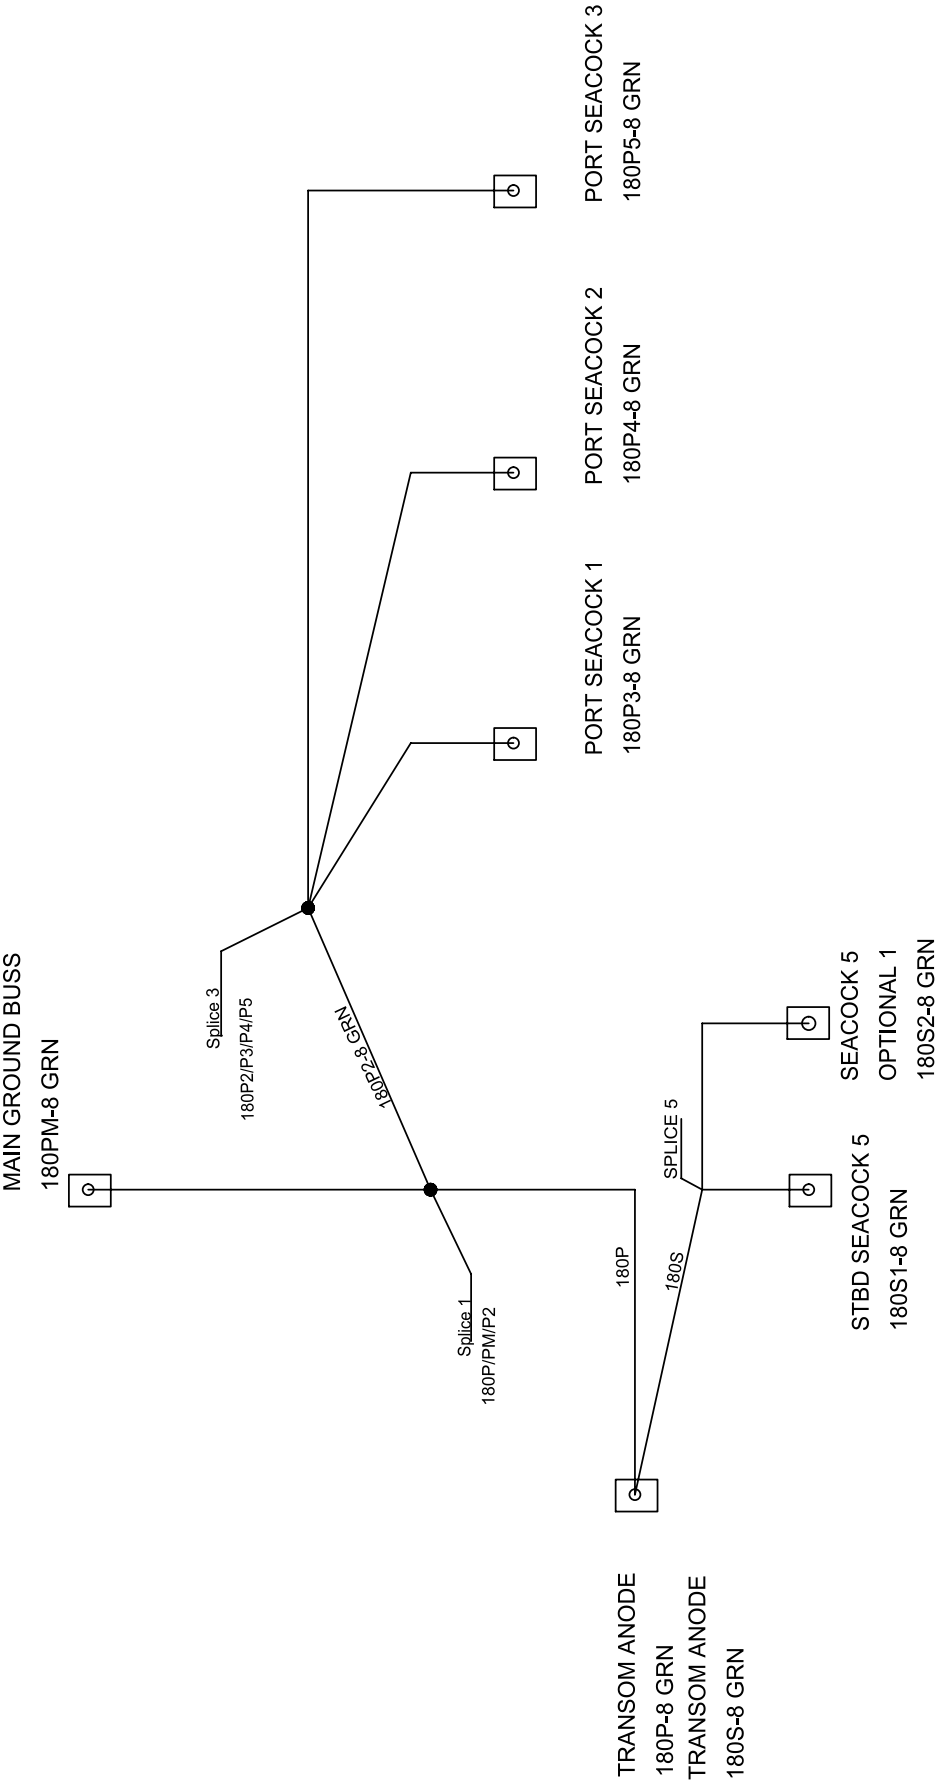 MAIN GROUND BUSS
180PM-8 GRN
Splice 3
180P2/P3/P4/P5
180P2-8 GRN
Splice 1
180P/PM/P2
PORT SEACOCK 1
180P3-8 GRN
PORT SEACOCK 2
180P4-8 GRN
PORT SEACOCK 3
180P5-8 GRN
180P
180S
SPLICE 5
TRANSOM ANODE
180P-8 GRN
TRANSOM ANODE
180S-8 GRN
STBD SEACOCK 5
180S1-8 GRN
SEACOCK 5
OPTIONAL 1
180S2-8 GRN